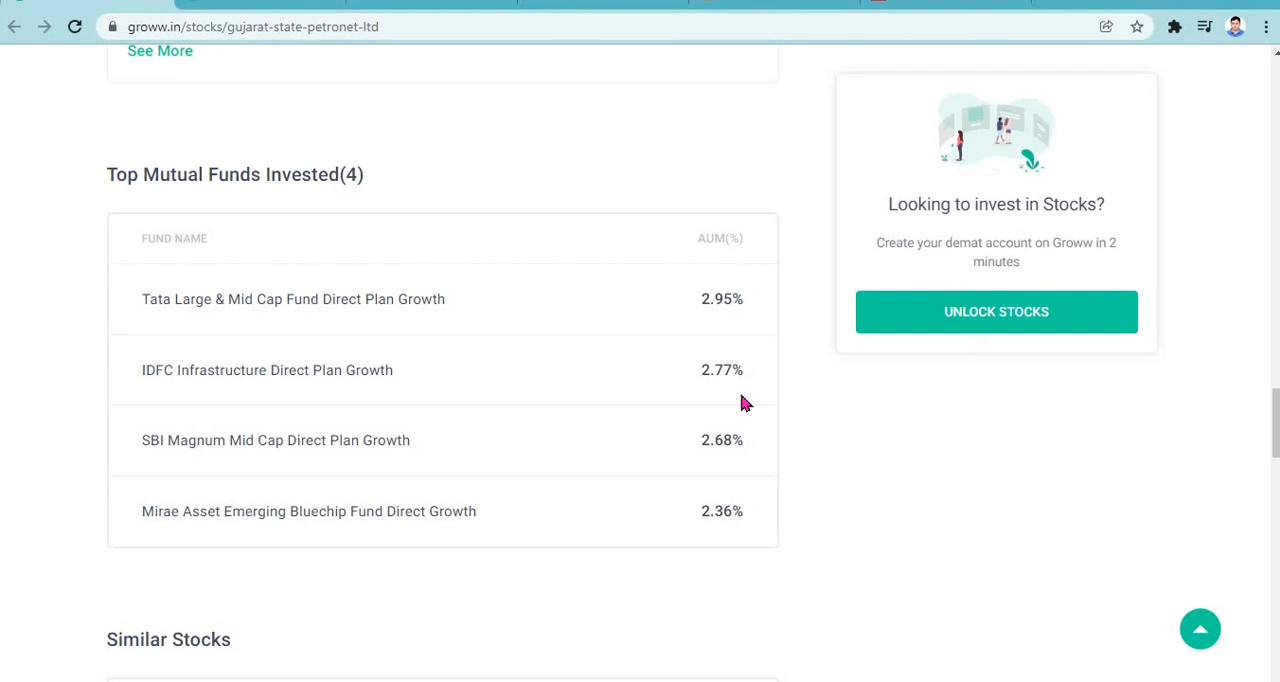 groww.in/stocks/gujarat-state-petronet-ltd
See More
Top Mutual Funds Invested(4)
FUND NAME AUM(%)
Tata Large & Mid Cap Fund Direct Plan Growth 2.95%
IDFC Infrastructure Direct Plan Growth 2.77%
SBI Magnum Mid Cap Direct Plan Growth 2.68%
Mirae Asset Emerging Bluechip Fund Direct Growth 2.36%
Similar Stocks
Looking to invest in Stocks?
Create your demat account on Groww in 2
minutes
UNLOCK STOCKS